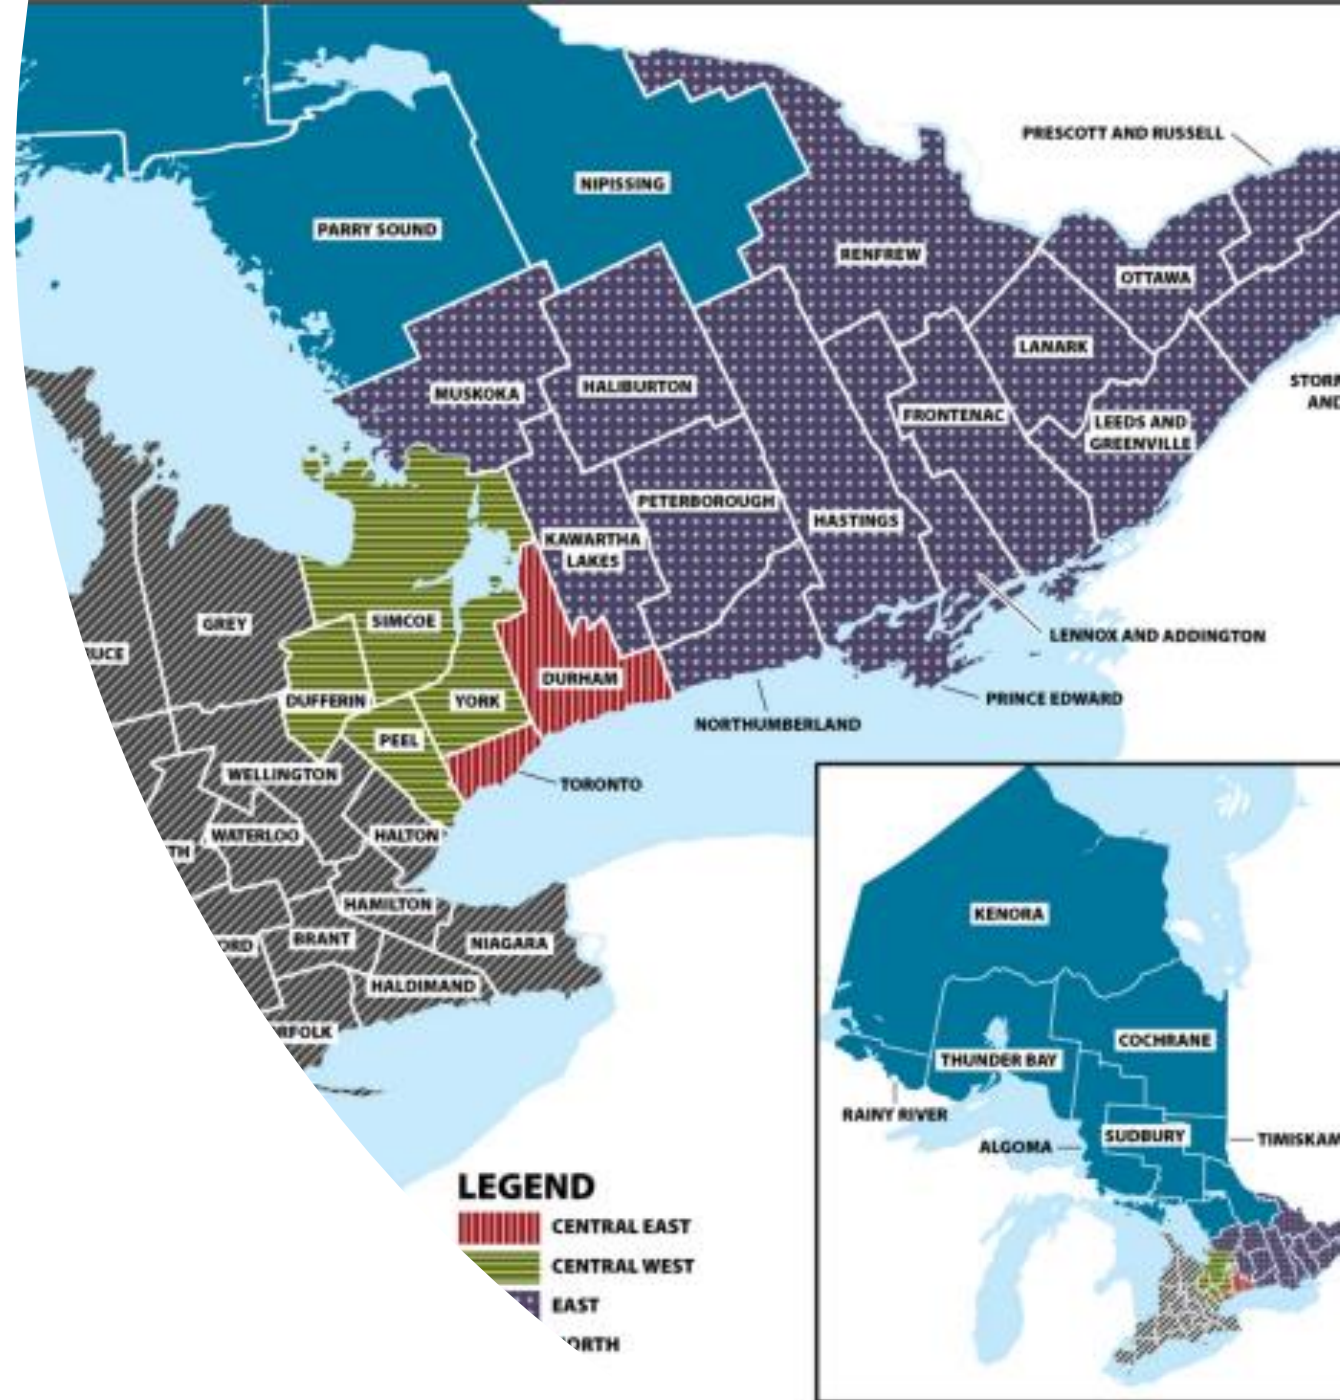 PRESCOTT AND RUSSELL
NIPISSING
PARRY SOUND
RENFREW
OTTAWA
LANARK
MUSKOKA
HALIBURTON
FRONTENAC
LEEDS AND
GREENVILLE
AND
PETERBOROUGH
HASTINGS
KAWARTHA
LAKES
GREY
SIMCOE
LENNOX AND ADDINGTON
DURHAM
DUFFERIN
YORK
PRINCE EDWARD
NORTHUMBERLAND
PEEL
WELLINGTON
TORONTO
WATERLOO
HALTON
HAMILTON
BRANT
NIAGARA
HALDIMAND
KENORA
COCHRANE
THUNDER BAY
RAINY RIVER
SUDBURY
ALGOMA
LEGEND
CENTRAL EAST
CENTRAL WEST
EAST